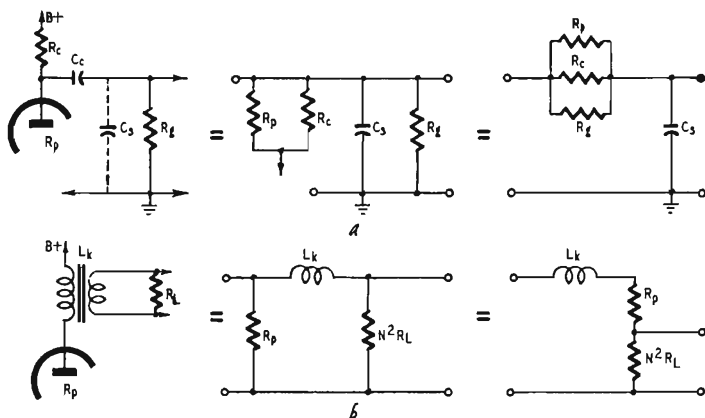 B+
Rc
Cc
Rp
Cs
Rg
=
Rp
Rc
Cs
Rg
=
Rp
Rc
Rg
Cs
a
B+
Lk
RL
Rp
=
Lk
Rp
N²RL
=
Lk
Rp
N²RL
b